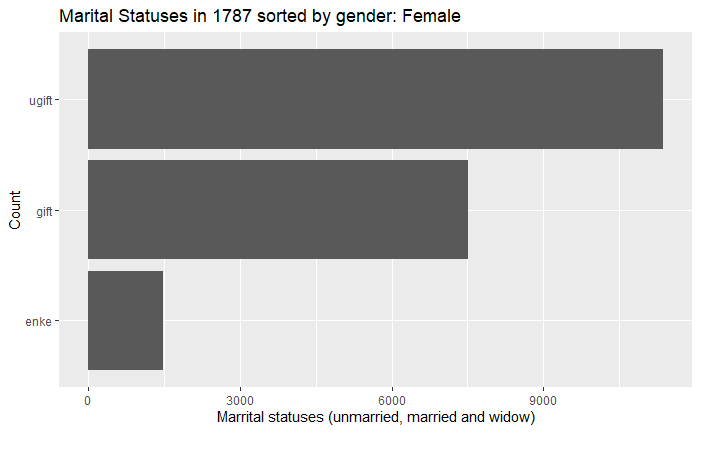 Marital Statuses in 1787 sorted by gender: Female
ugift
gift
enke
Count
0 3000 6000 9000
Marrital statuses (unmarried, married and widow)